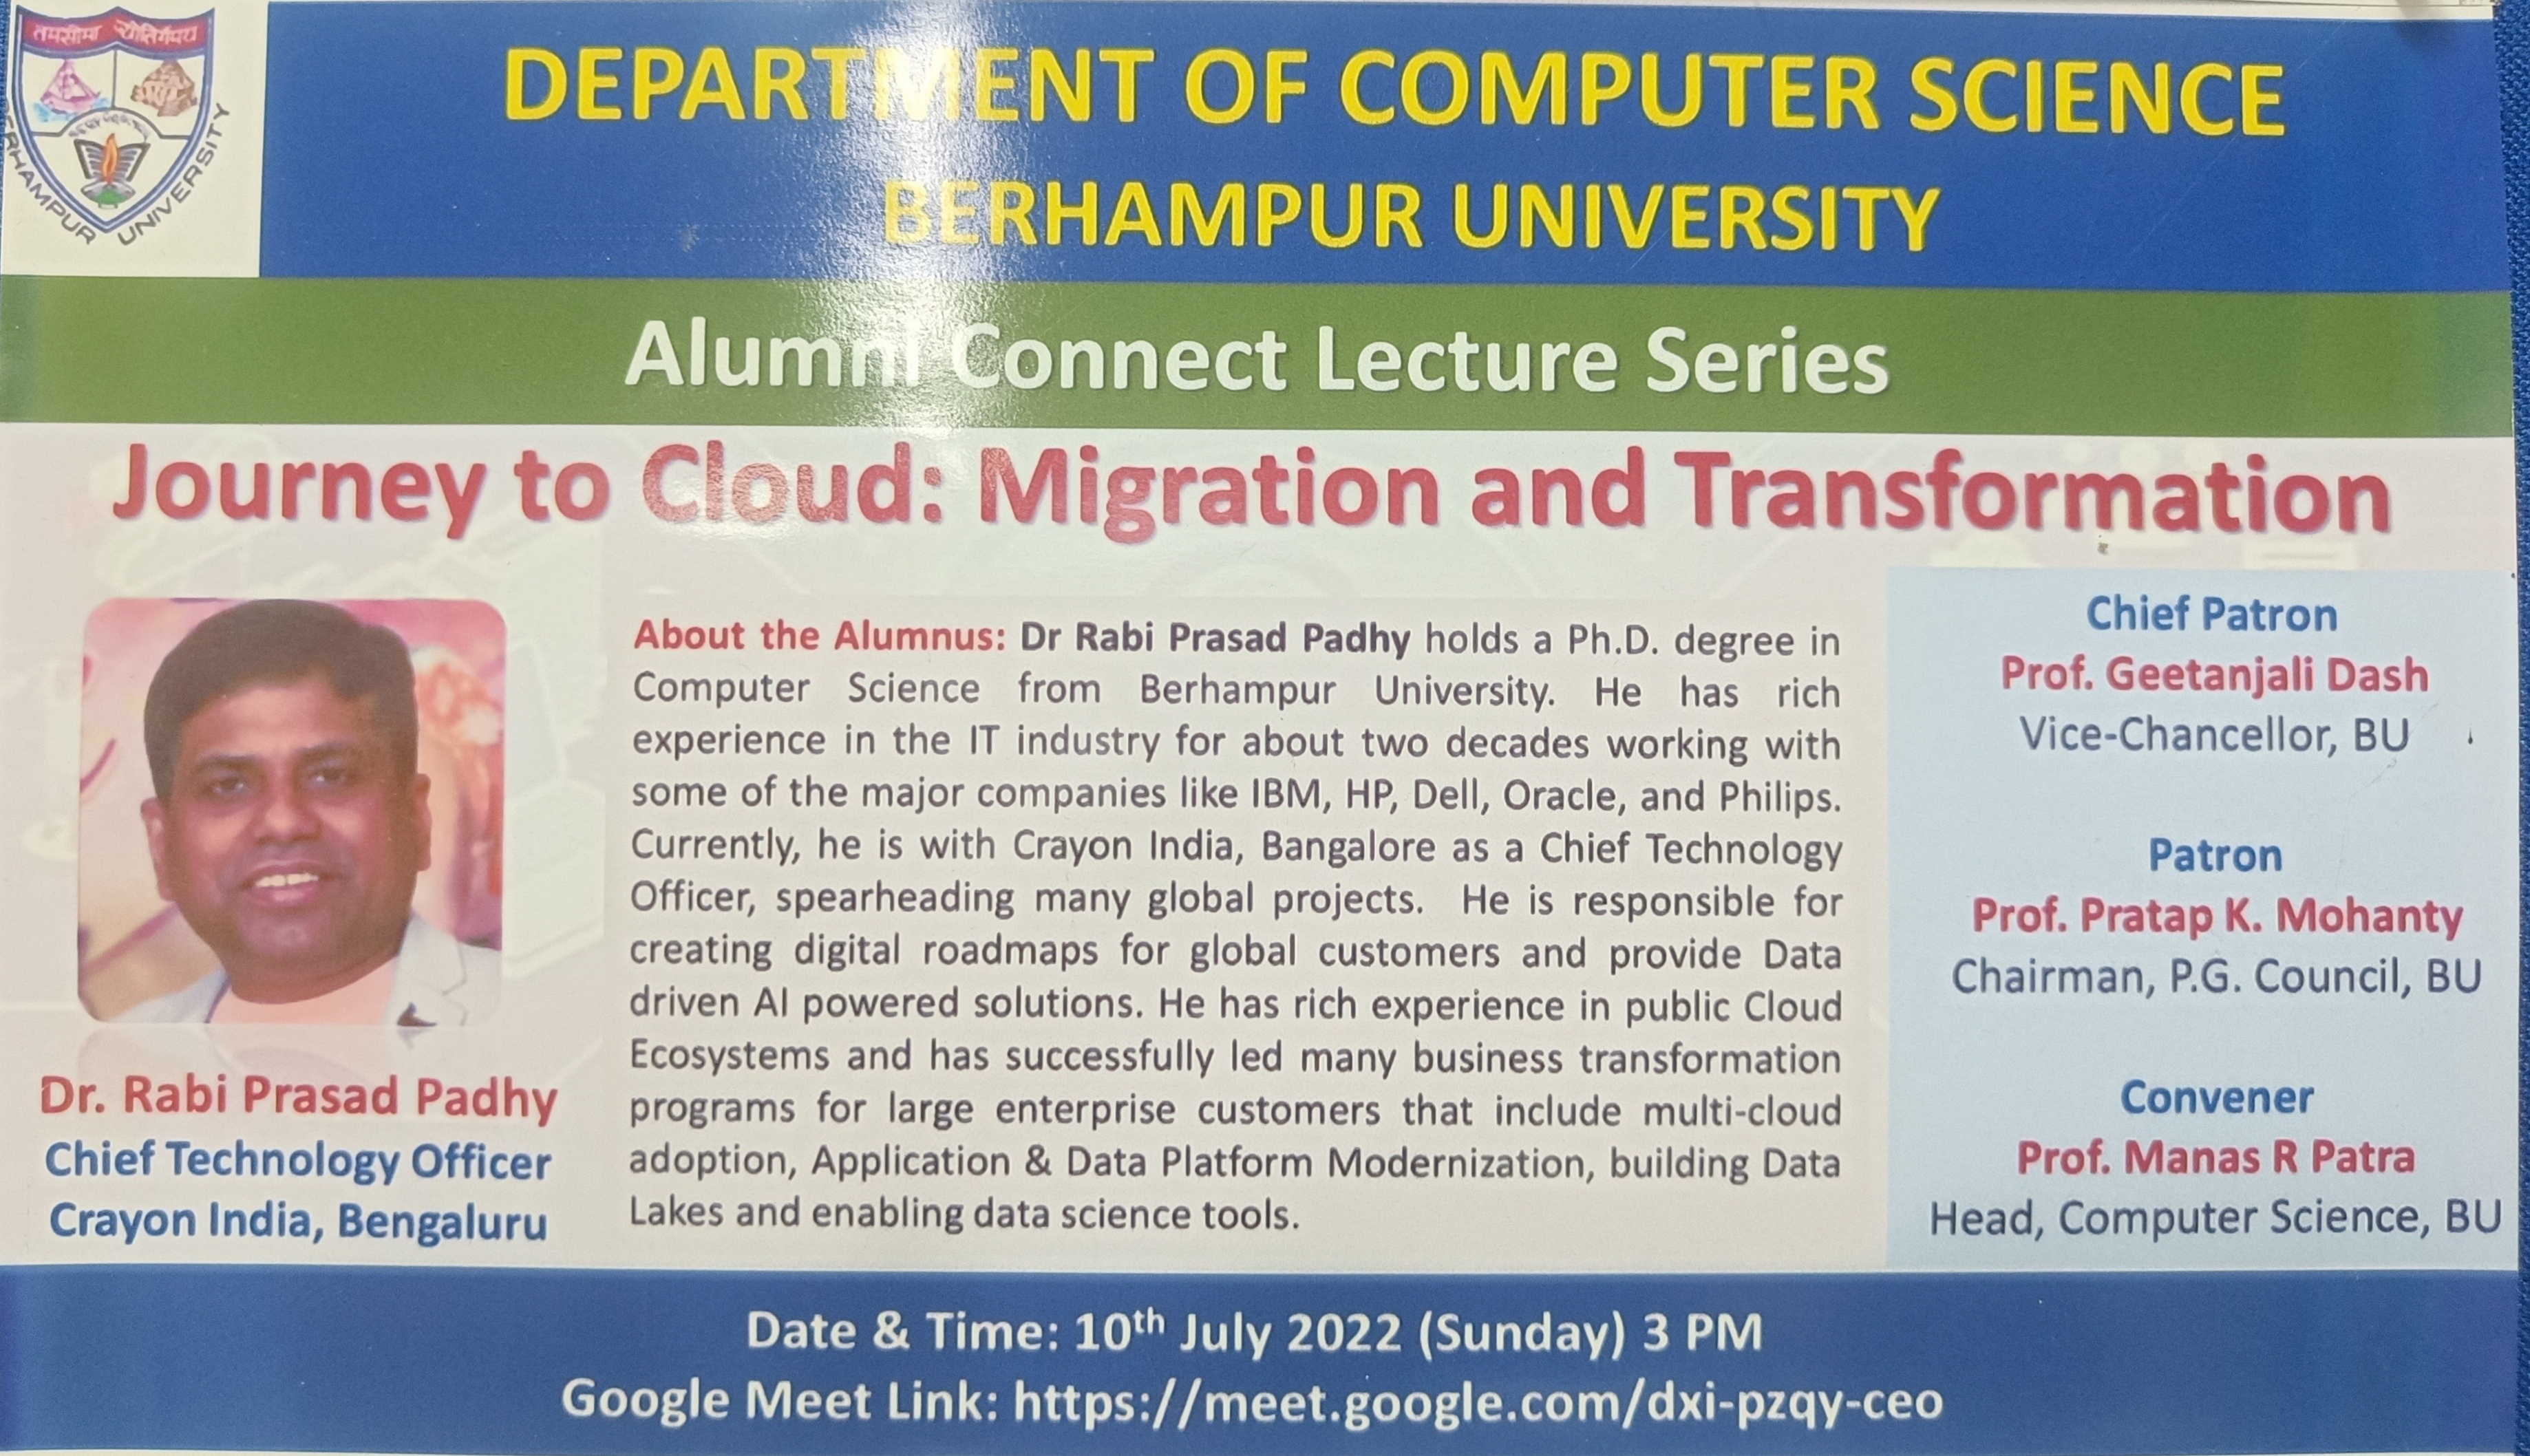 तमसोमा ज्योतिर्गमय
BERHAMPUR UNIVERSITY
DEPARTMENT OF COMPUTER SCIENCE
BERHAMPUR UNIVERSITY
Alumni Connect Lecture Series
Journey to Cloud: Migration and Transformation
Dr. Rabi Prasad Padhy
Chief Technology Officer
Crayon India, Bengaluru
About the Alumnus: Dr Rabi Prasad Padhy holds a Ph.D. degree in
Computer Science from Berhampur University. He has rich
experience in the IT industry for about two decades working with
some of the major companies like IBM, HP, Dell, Oracle, and Philips.
Currently, he is with Crayon India, Bangalore as a Chief Technology
Officer, spearheading many global projects. He is responsible for
creating digital roadmaps for global customers and provide Data
driven AI powered solutions. He has rich experience in public Cloud
Ecosystems and has successfully led many business transformation
programs for large enterprise customers that include multi-cloud
adoption, Application & Data Platform Modernization, building Data
Lakes and enabling data science tools.
Chief Patron
Prof. Geetanjali Dash
Vice-Chancellor, BU
Patron
Prof. Pratap K. Mohanty
Chairman, P.G. Council, BU
Convener
Prof. Manas R Patra
Head, Computer Science, BU
Date & Time: 10th July 2022 (Sunday) 3 PM
Google Meet Link: https://meet.google.com/dxi-pzqy-ceo